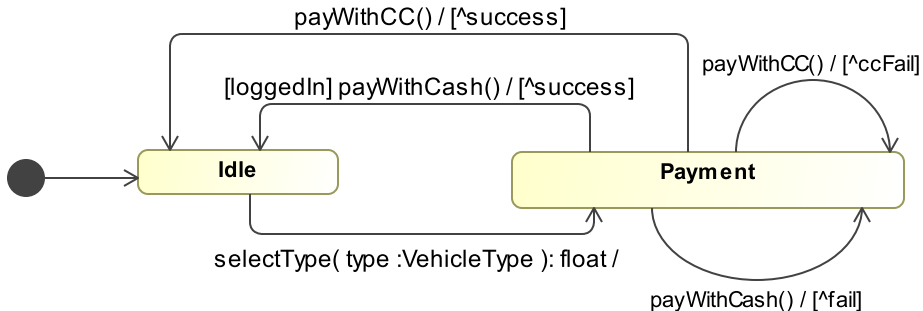 payWithCC() / [^success]
payWithCC() / [^ccFail]
[loggedIn] payWithCash() / [^success]
Idle
Payment
selectType( type :VehicleType ): float /
payWithCash() / [^fail]